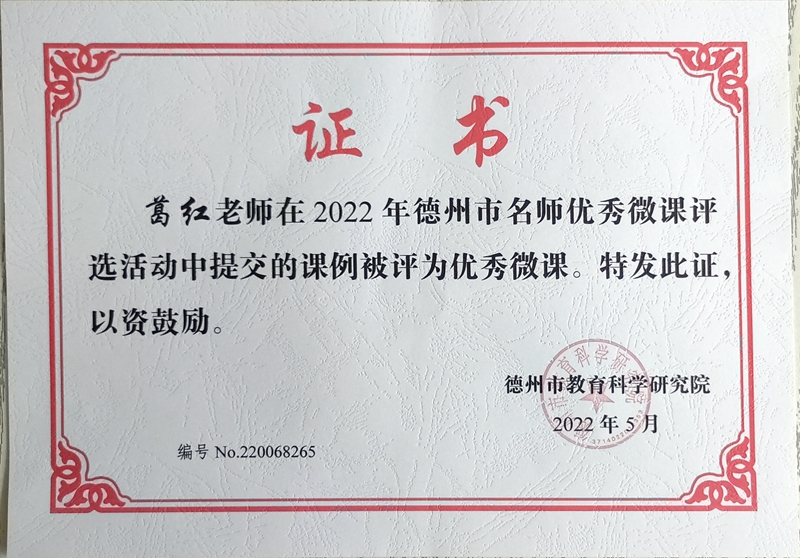 证书
葛红老师在2022年德州市名师优秀微课评
选活动中提交的课例被评为优秀微课。特发此证，
以资鼓励。
德州市教育科学研究院
2022年5月
编号 No.220068265